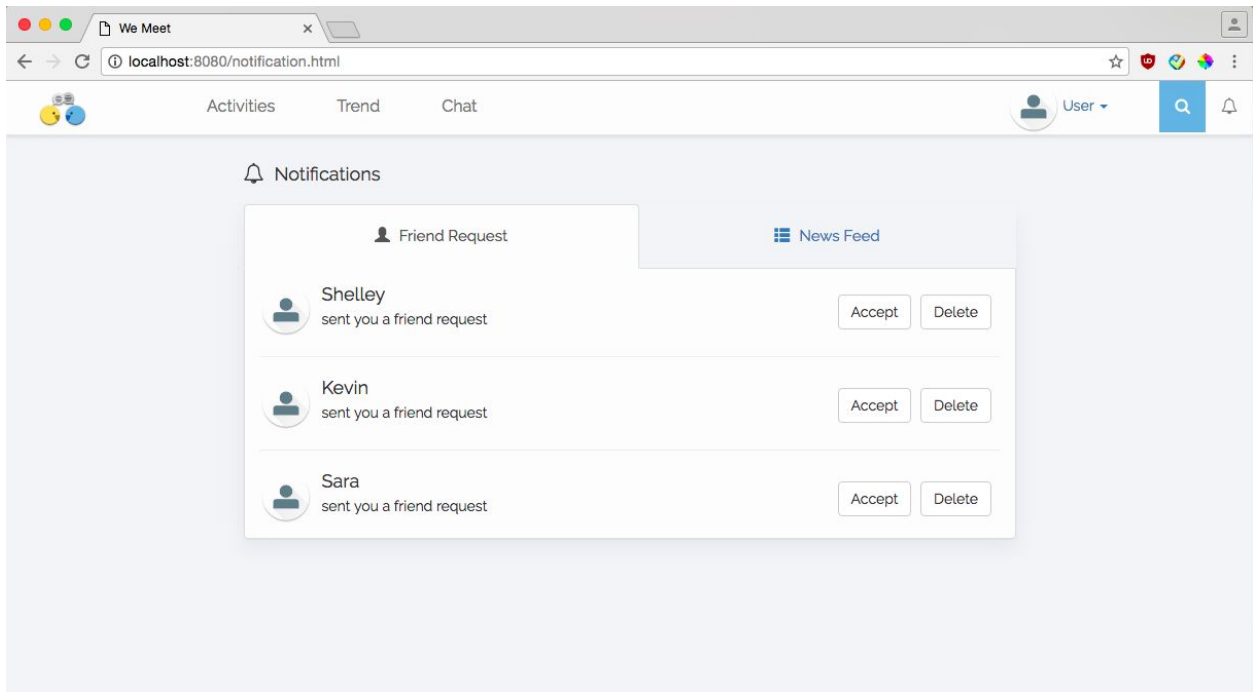 We Meet
localhost:8080/notification.html
Activities Trend Chat User
Notifications
Friend Request News Feed
Shelley
sent you a friend request
Accept Delete
Kevin
sent you a friend request
Accept Delete
Sara
sent you a friend request
Accept Delete